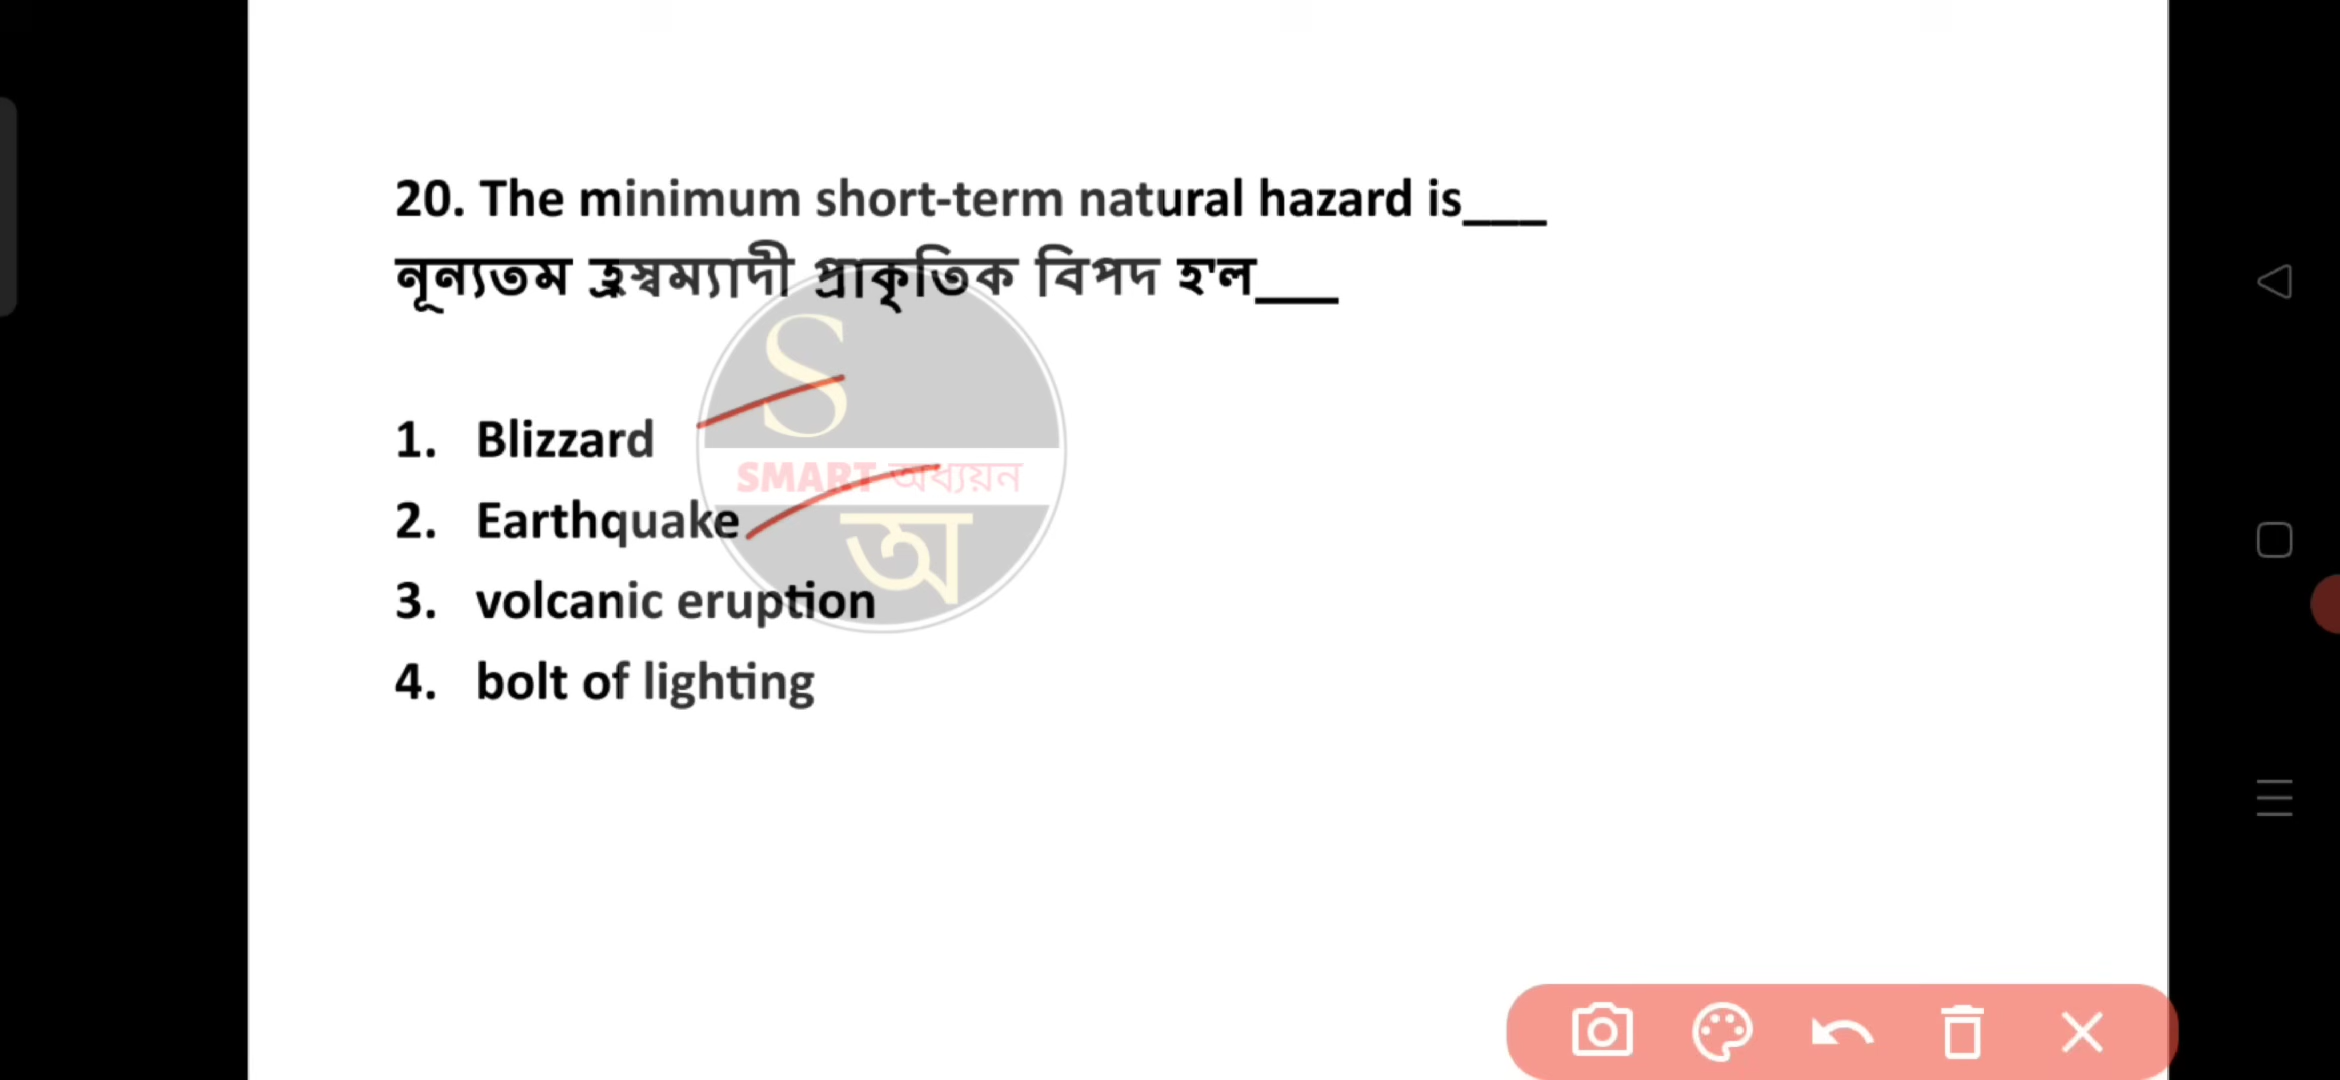 20. The minimum short-term natural hazard is___
নূন্যতম হ্ৰস্বম্যাদী প্ৰাকৃতিক বিপদ হ'ল___
S
1. Blizzard
SMART অধ্যয়ন
2. Earthquake
অ
3. volcanic eruption
4. bolt of lighting